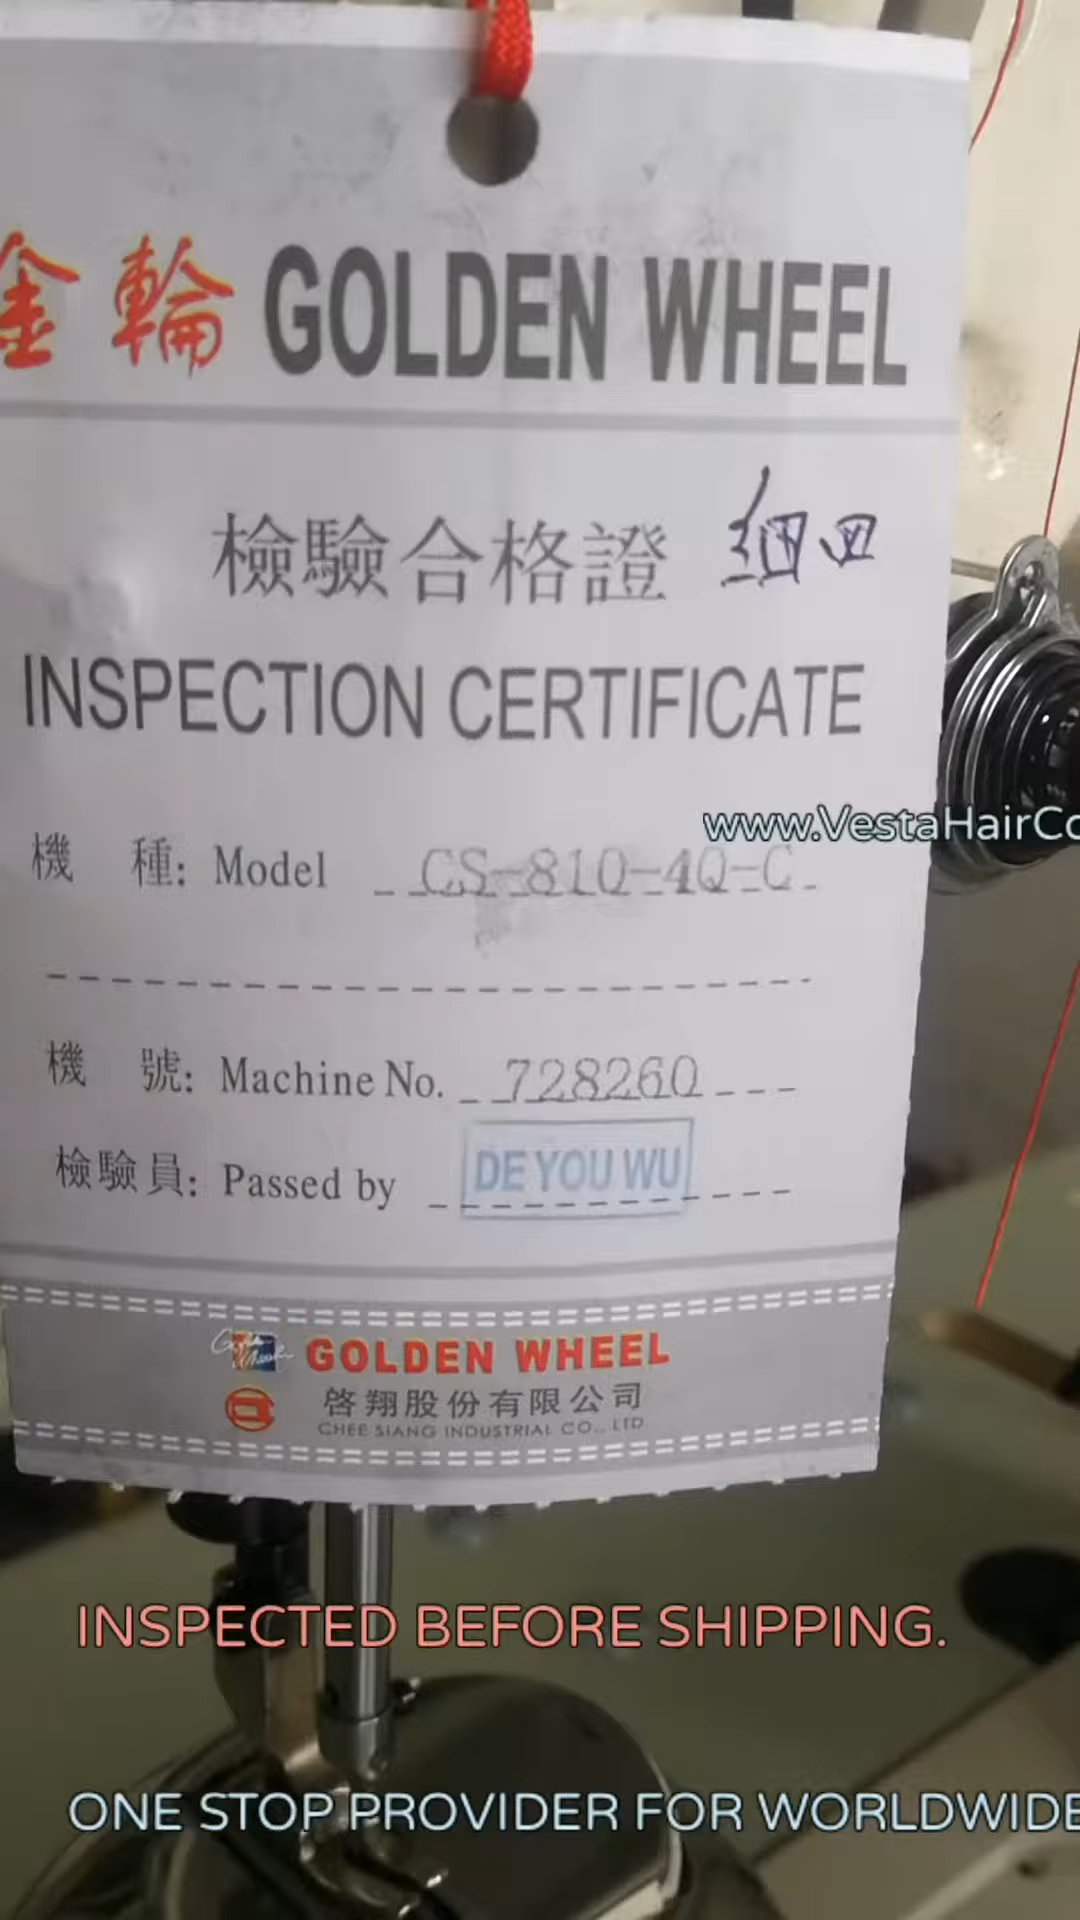 金輪 GOLDEN WHEEL
檢驗合格證 細
INSPECTION CERTIFICATE
www.VestaHairCo
機 種: Model CS-810-4Q-C
機 號: Machine No. 728260
檢驗員: Passed by DE YOU WU
GOLDEN WHEEL
啓翔股份有限公司
CHEE SIANG INDUSTRIAL CO., LTD.
INSPECTED BEFORE SHIPPING.
ONE STOP PROVIDER FOR WORLDWIDE